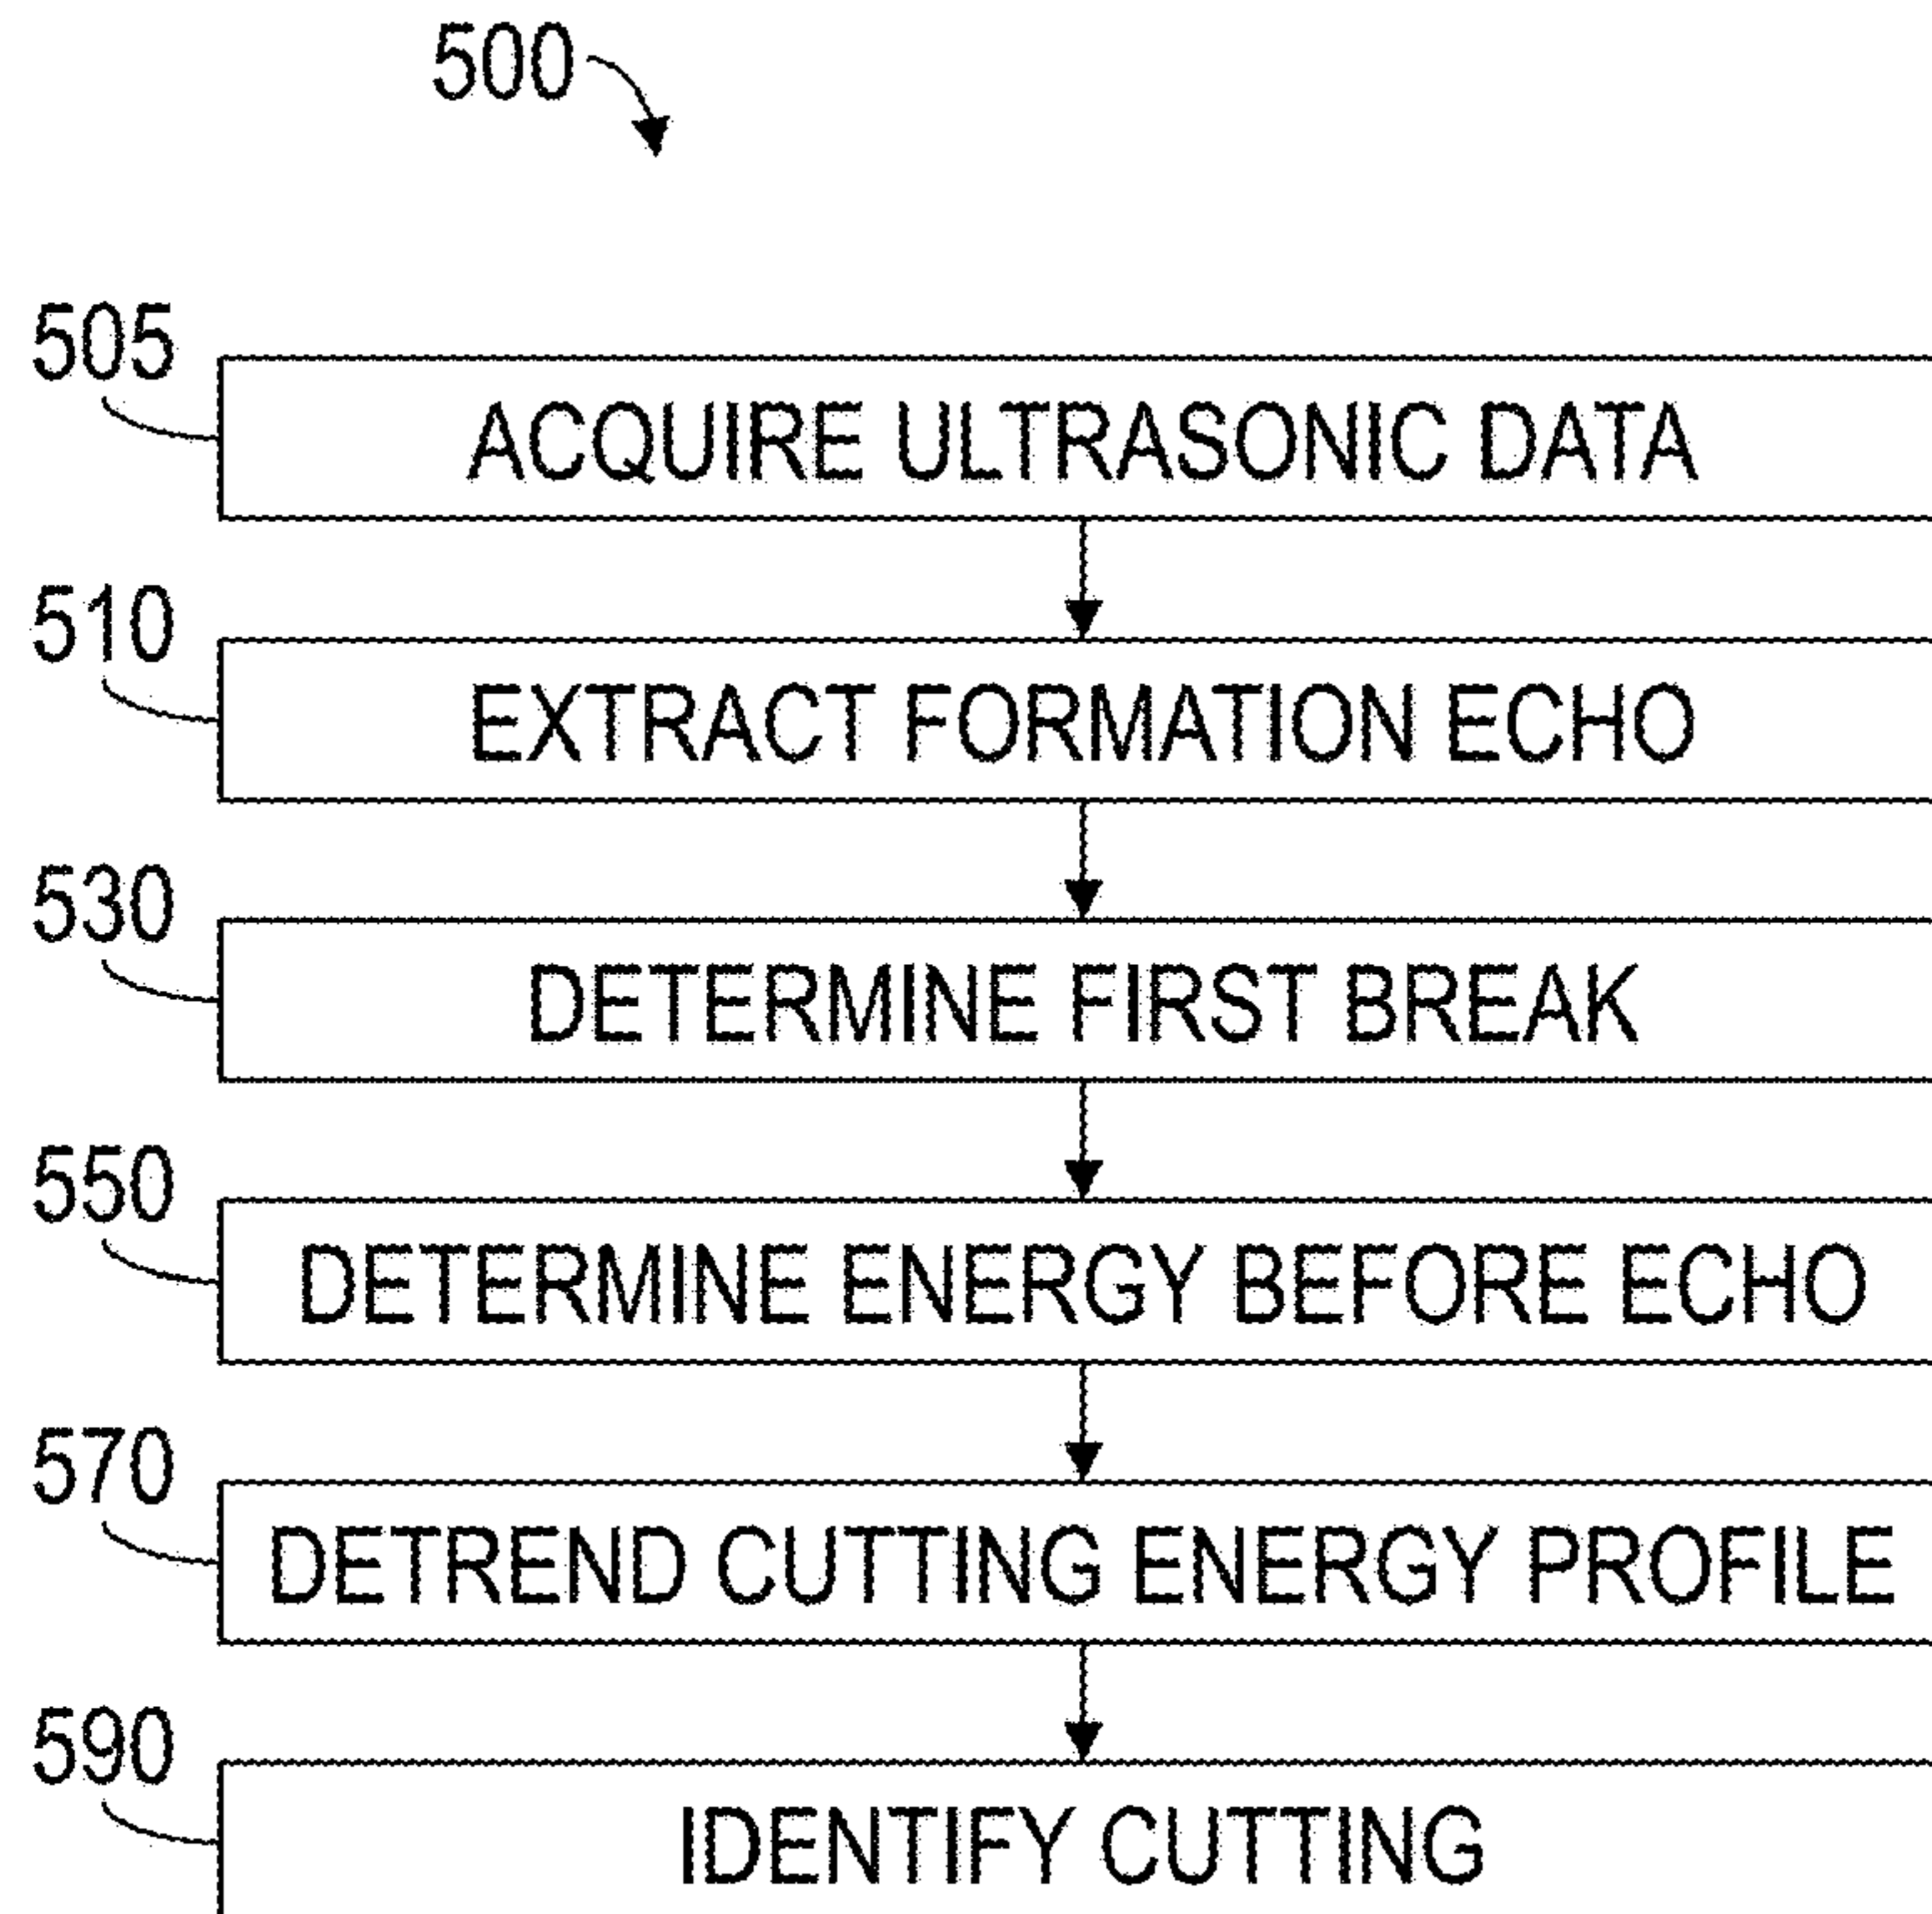 500
505
ACQUIRE ULTRASONIC DATA
510
EXTRACT FORMATION ECHO
530
DETERMINE FIRST BREAK
550
DETERMINE ENERGY BEFORE ECHO
570
DETREND CUTTING ENERGY PROFILE
590
IDENTIFY CUTTING